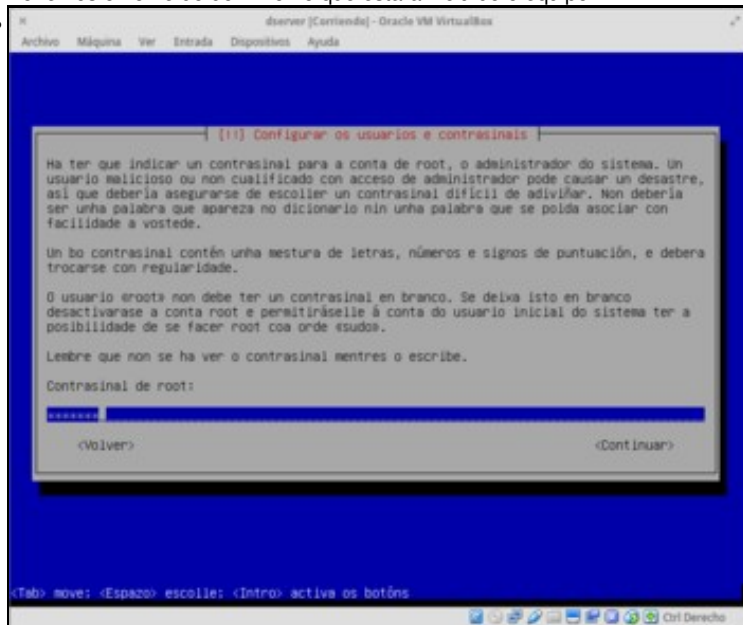 dserver [Corriendo] - Oracle VM VirtualBox
Archivo Máquina Ver Entrada Dispositivos Ayuda
[!!] Configurar os usuarios e contrasinais
Ha ter que indicar un contrasinal para a conta de root, o administrador do sistema. Un
usuario malicioso ou non cualificado con acceso de administrador pode causar un desastre,
así que debería asegurarse de escoller un contrasinal difícil de adiviñar. Non debería
ser unha palabra que apareza no dicionario nin unha palabra que se poida asociar con
facilidade a vostede.
Un bo contrasinal contén unha mestura de letras, números e signos de puntuación, e debera
trocarse con regularidade.
O usuario «root» non debe ter un contrasinal en branco. Se deixa isto en branco
desactivarase a conta root e permitiráselle á conta do usuario inicial do sistema ter a
posibilidade de se facer root coa orde «sudo».
Lembre que non se ha ver o contrasinal mentres o escribe.
Contrasinal de root:
*******
<Volver> <Continuar>
<Tab> move; <Espazo> escolle; <Intro> activa os botóns
Ctrl Derecho